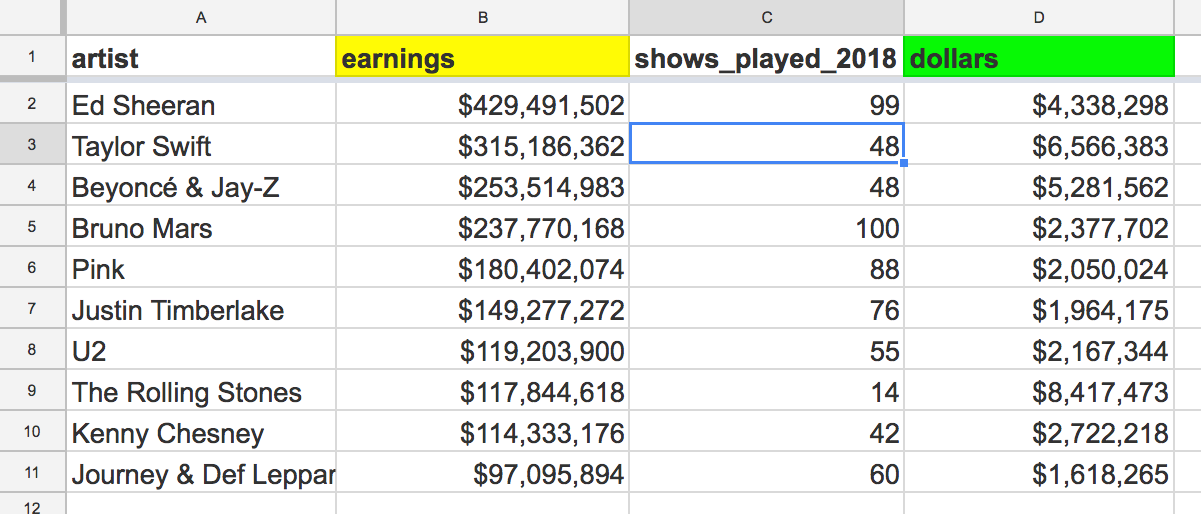 A B C D
1 artist earnings shows_played_2018 dollars
2 Ed Sheeran $429,491,502 99 $4,338,298
3 Taylor Swift $315,186,362 48 $6,566,383
4 Beyoncé & Jay-Z $253,514,983 48 $5,281,562
5 Bruno Mars $237,770,168 100 $2,377,702
6 Pink $180,402,074 88 $2,050,024
7 Justin Timberlake $149,277,272 76 $1,964,175
8 U2 $119,203,900 55 $2,167,344
9 The Rolling Stones $117,844,618 14 $8,417,473
10 Kenny Chesney $114,333,176 42 $2,722,218
11 Journey & Def Leppar $97,095,894 60 $1,618,265
12